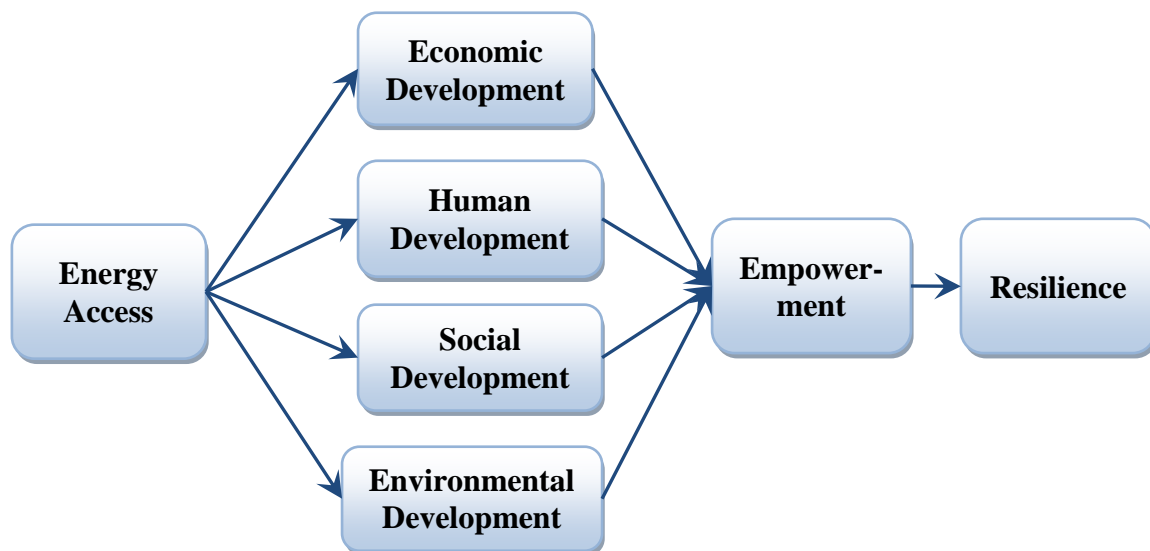 Economic
Development
Human
Development
Energy
Access
Empower-
ment
Resilience
Social
Development
Environmental
Development